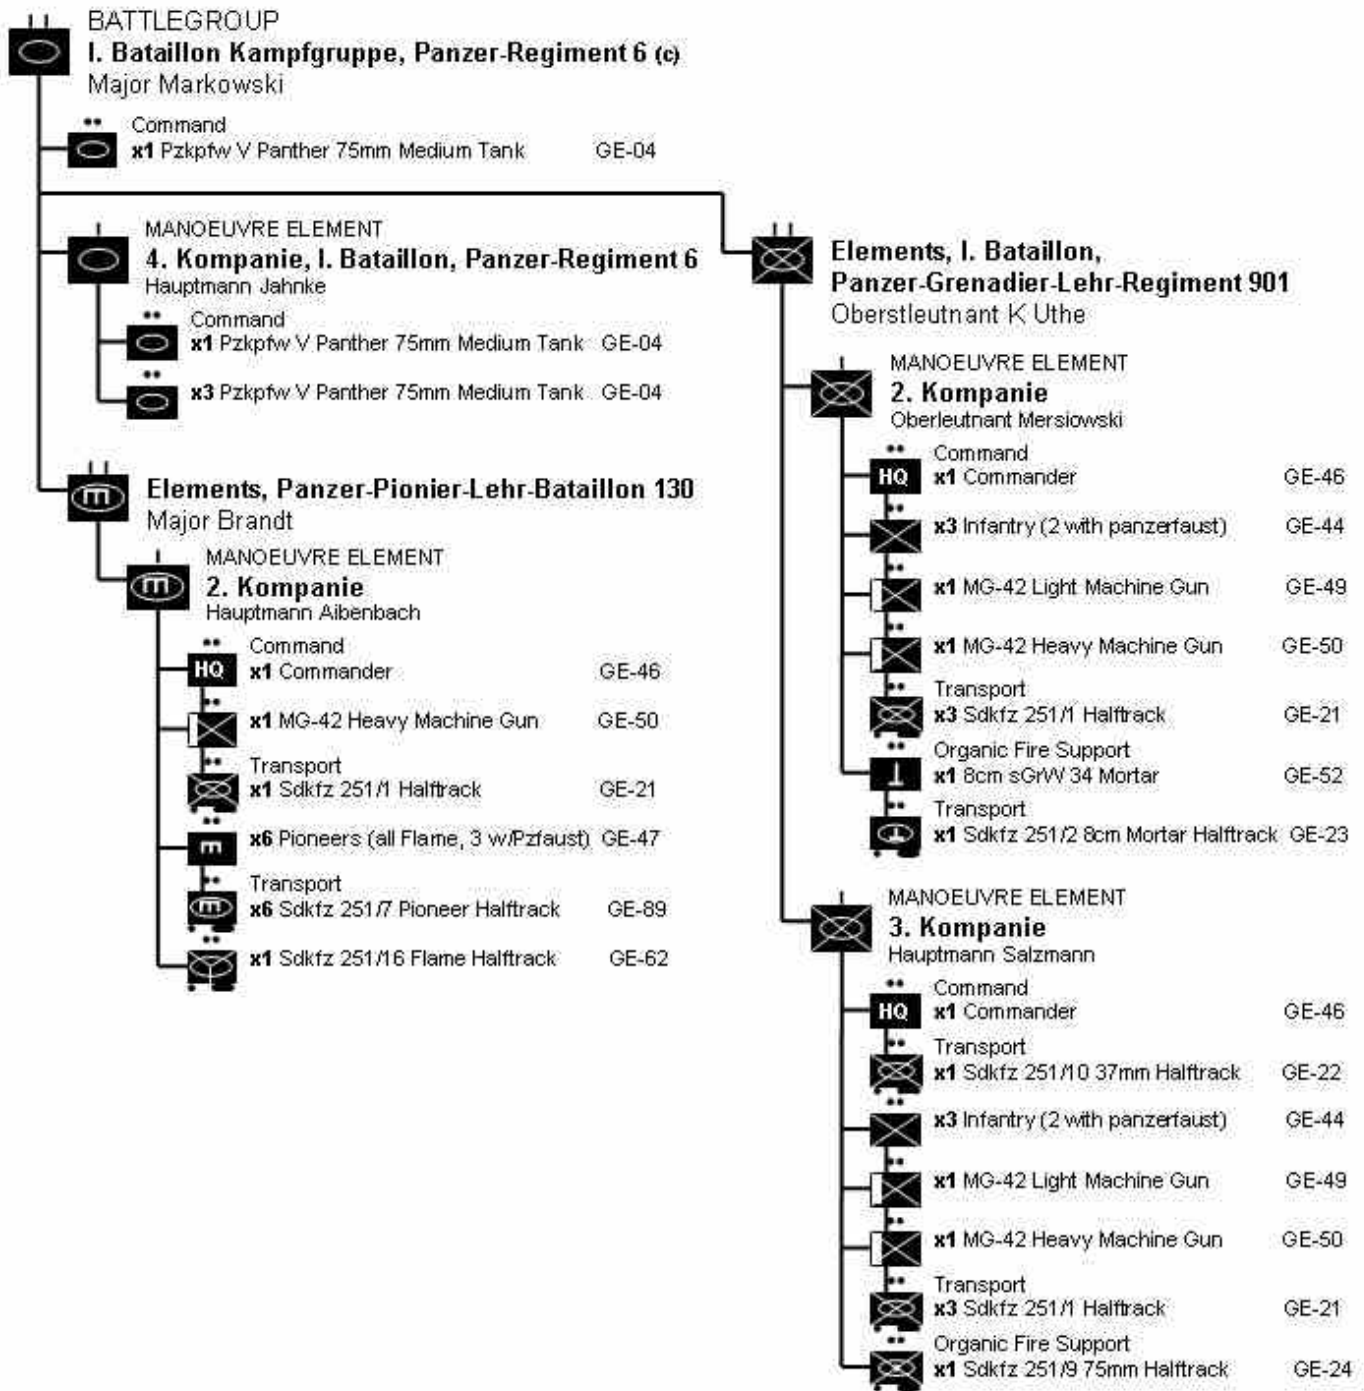 BATTLEGROUP
I. Bataillon Kampfgruppe, Panzer-Regiment 6 (c)
Major Markowski
Command
x1 Pzkpfw V Panther 75mm Medium Tank GE-04
MANOEUVRE ELEMENT
4. Kompanie, I. Bataillon, Panzer-Regiment 6
Hauptmann Jahnke
Command
x1 Pzkpfw V Panther 75mm Medium Tank GE-04
x3 Pzkpfw V Panther 75mm Medium Tank GE-04
Elements, Panzer-Pionier-Lehr-Bataillon 130
Major Brandt
MANOEUVRE ELEMENT
2. Kompanie
Hauptmann Aibenbach
Command
HQ x1 Commander GE-46
x1 MG-42 Heavy Machine Gun GE-50
Transport
x1 Sdkfz 251/1 Halftrack GE-21
x6 Pioneers (all Flame, 3 w/Pzfaust) GE-47
Transport
x6 Sdkfz 251/7 Pioneer Halftrack GE-89
x1 Sdkfz 251/16 Flame Halftrack GE-62
Elements, I. Bataillon,
Panzer-Grenadier-Lehr-Regiment 901
Oberstleutnant K Uthe
MANOEUVRE ELEMENT
2. Kompanie
Oberleutnant Mersiowski
Command
HQ x1 Commander GE-46
x3 Infantry (2 with panzerfaust) GE-44
x1 MG-42 Light Machine Gun GE-49
x1 MG-42 Heavy Machine Gun GE-50
Transport
x3 Sdkfz 251/1 Halftrack GE-21
Organic Fire Support
x1 8cm sGrW 34 Mortar GE-52
Transport
x1 Sdkfz 251/2 8cm Mortar Halftrack GE-23
MANOEUVRE ELEMENT
3. Kompanie
Hauptmann Salzmann
Command
HQ x1 Commander GE-46
Transport
x1 Sdkfz 251/10 37mm Halftrack GE-22
x3 Infantry (2 with panzerfaust) GE-44
x1 MG-42 Light Machine Gun GE-49
x1 MG-42 Heavy Machine Gun GE-50
Transport
x3 Sdkfz 251/1 Halftrack GE-21
Organic Fire Support
x1 Sdkfz 251/9 75mm Halftrack GE-24